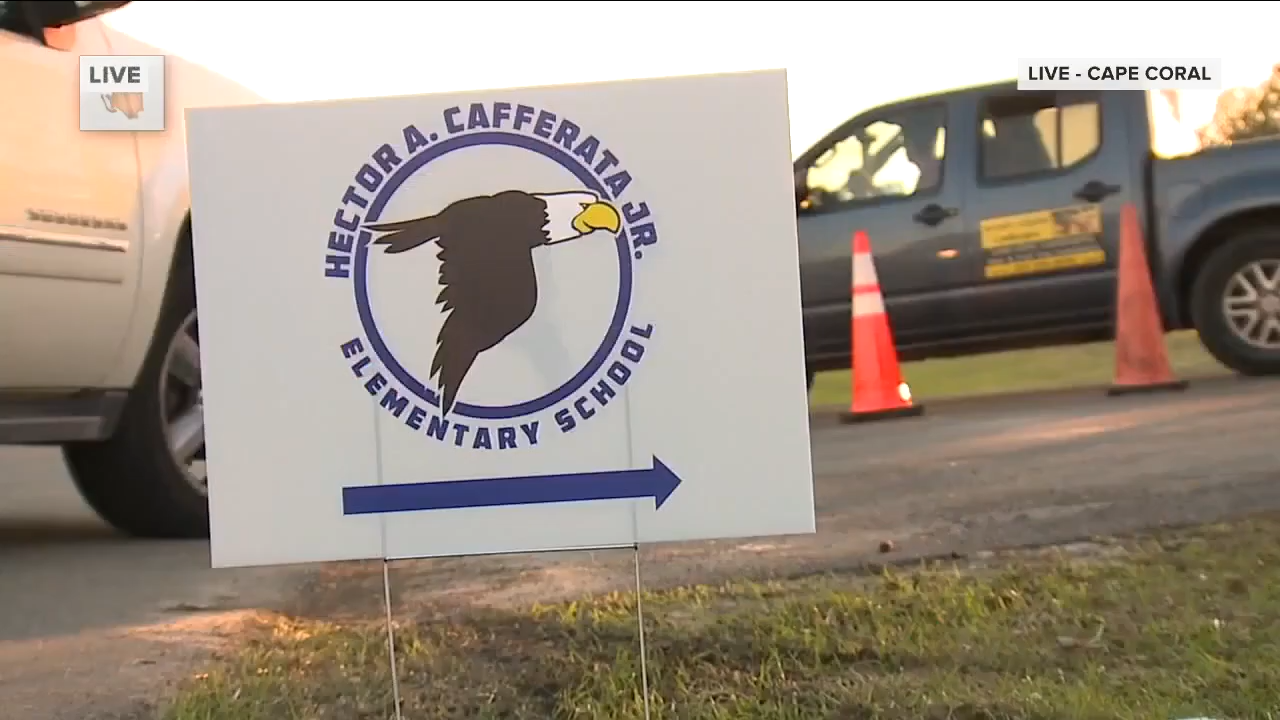 LIVE
LIVE - CAPE CORAL
HECTOR A. CAFFERATA JR.
ELEMENTARY SCHOOL